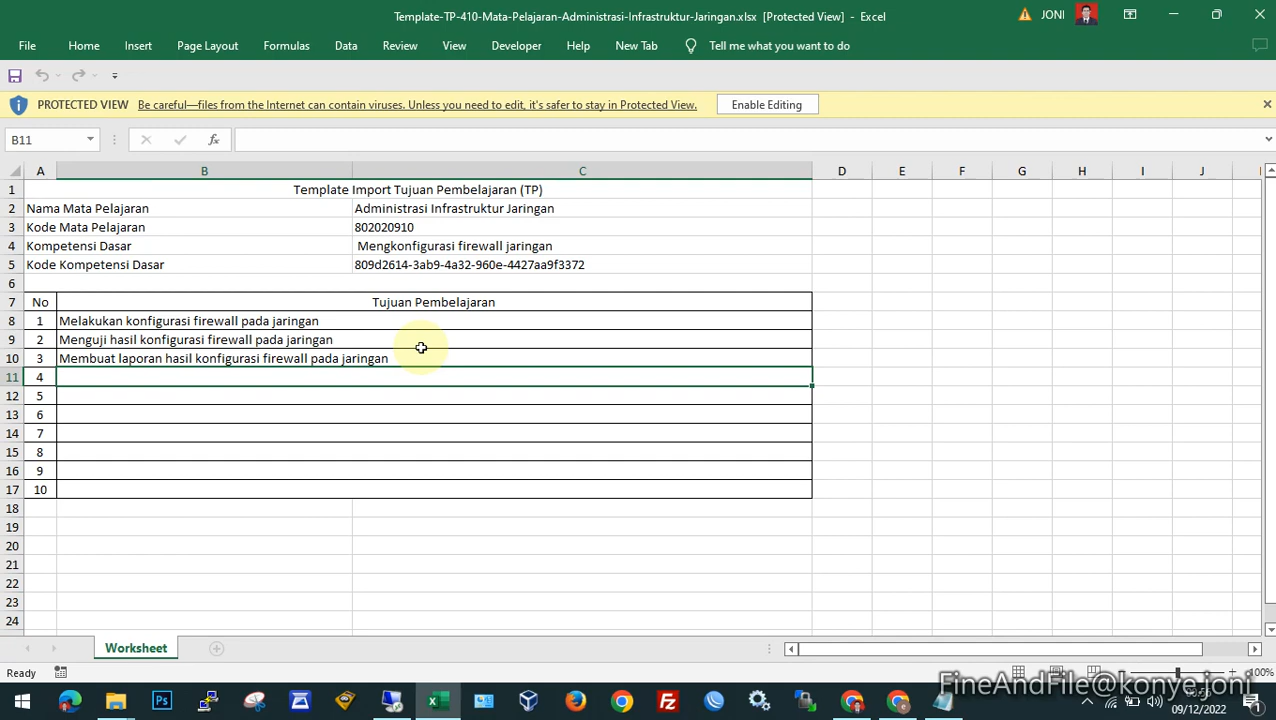 Template-TP-410-Mata-Pelajaran-Administrasi-Infrastruktur-Jaringan.xlsx [Protected View] - Excel
JONI
File Home Insert Page Layout Formulas Data Review View Developer Help New Tab Tell me what you want to do
PROTECTED VIEW Be careful—files from the Internet can contain viruses. Unless you need to edit, it's safer to stay in Protected View. Enable Editing
B11 fx
A B C D E F G H I J K
1 Template Import Tujuan Pembelajaran (TP)
2 Nama Mata Pelajaran Administrasi Infrastruktur Jaringan
3 Kode Mata Pelajaran 802020910
4 Kompetensi Dasar Mengkonfigurasi firewall jaringan
5 Kode Kompetensi Dasar 809d2614-3ab9-4a32-960e-4427aa9f3372
6
7 No Tujuan Pembelajaran
8 1 Melakukan konfigurasi firewall pada jaringan
9 2 Menguji hasil konfigurasi firewall pada jaringan
10 3 Membuat laporan hasil konfigurasi firewall pada jaringan
11 4
12 5
13 6
14 7
15 8
16 9
17 10
18
19
20
21
22
23
24
Worksheet
Ready 100%
FineAndFile@konye.joni
09/12/2022